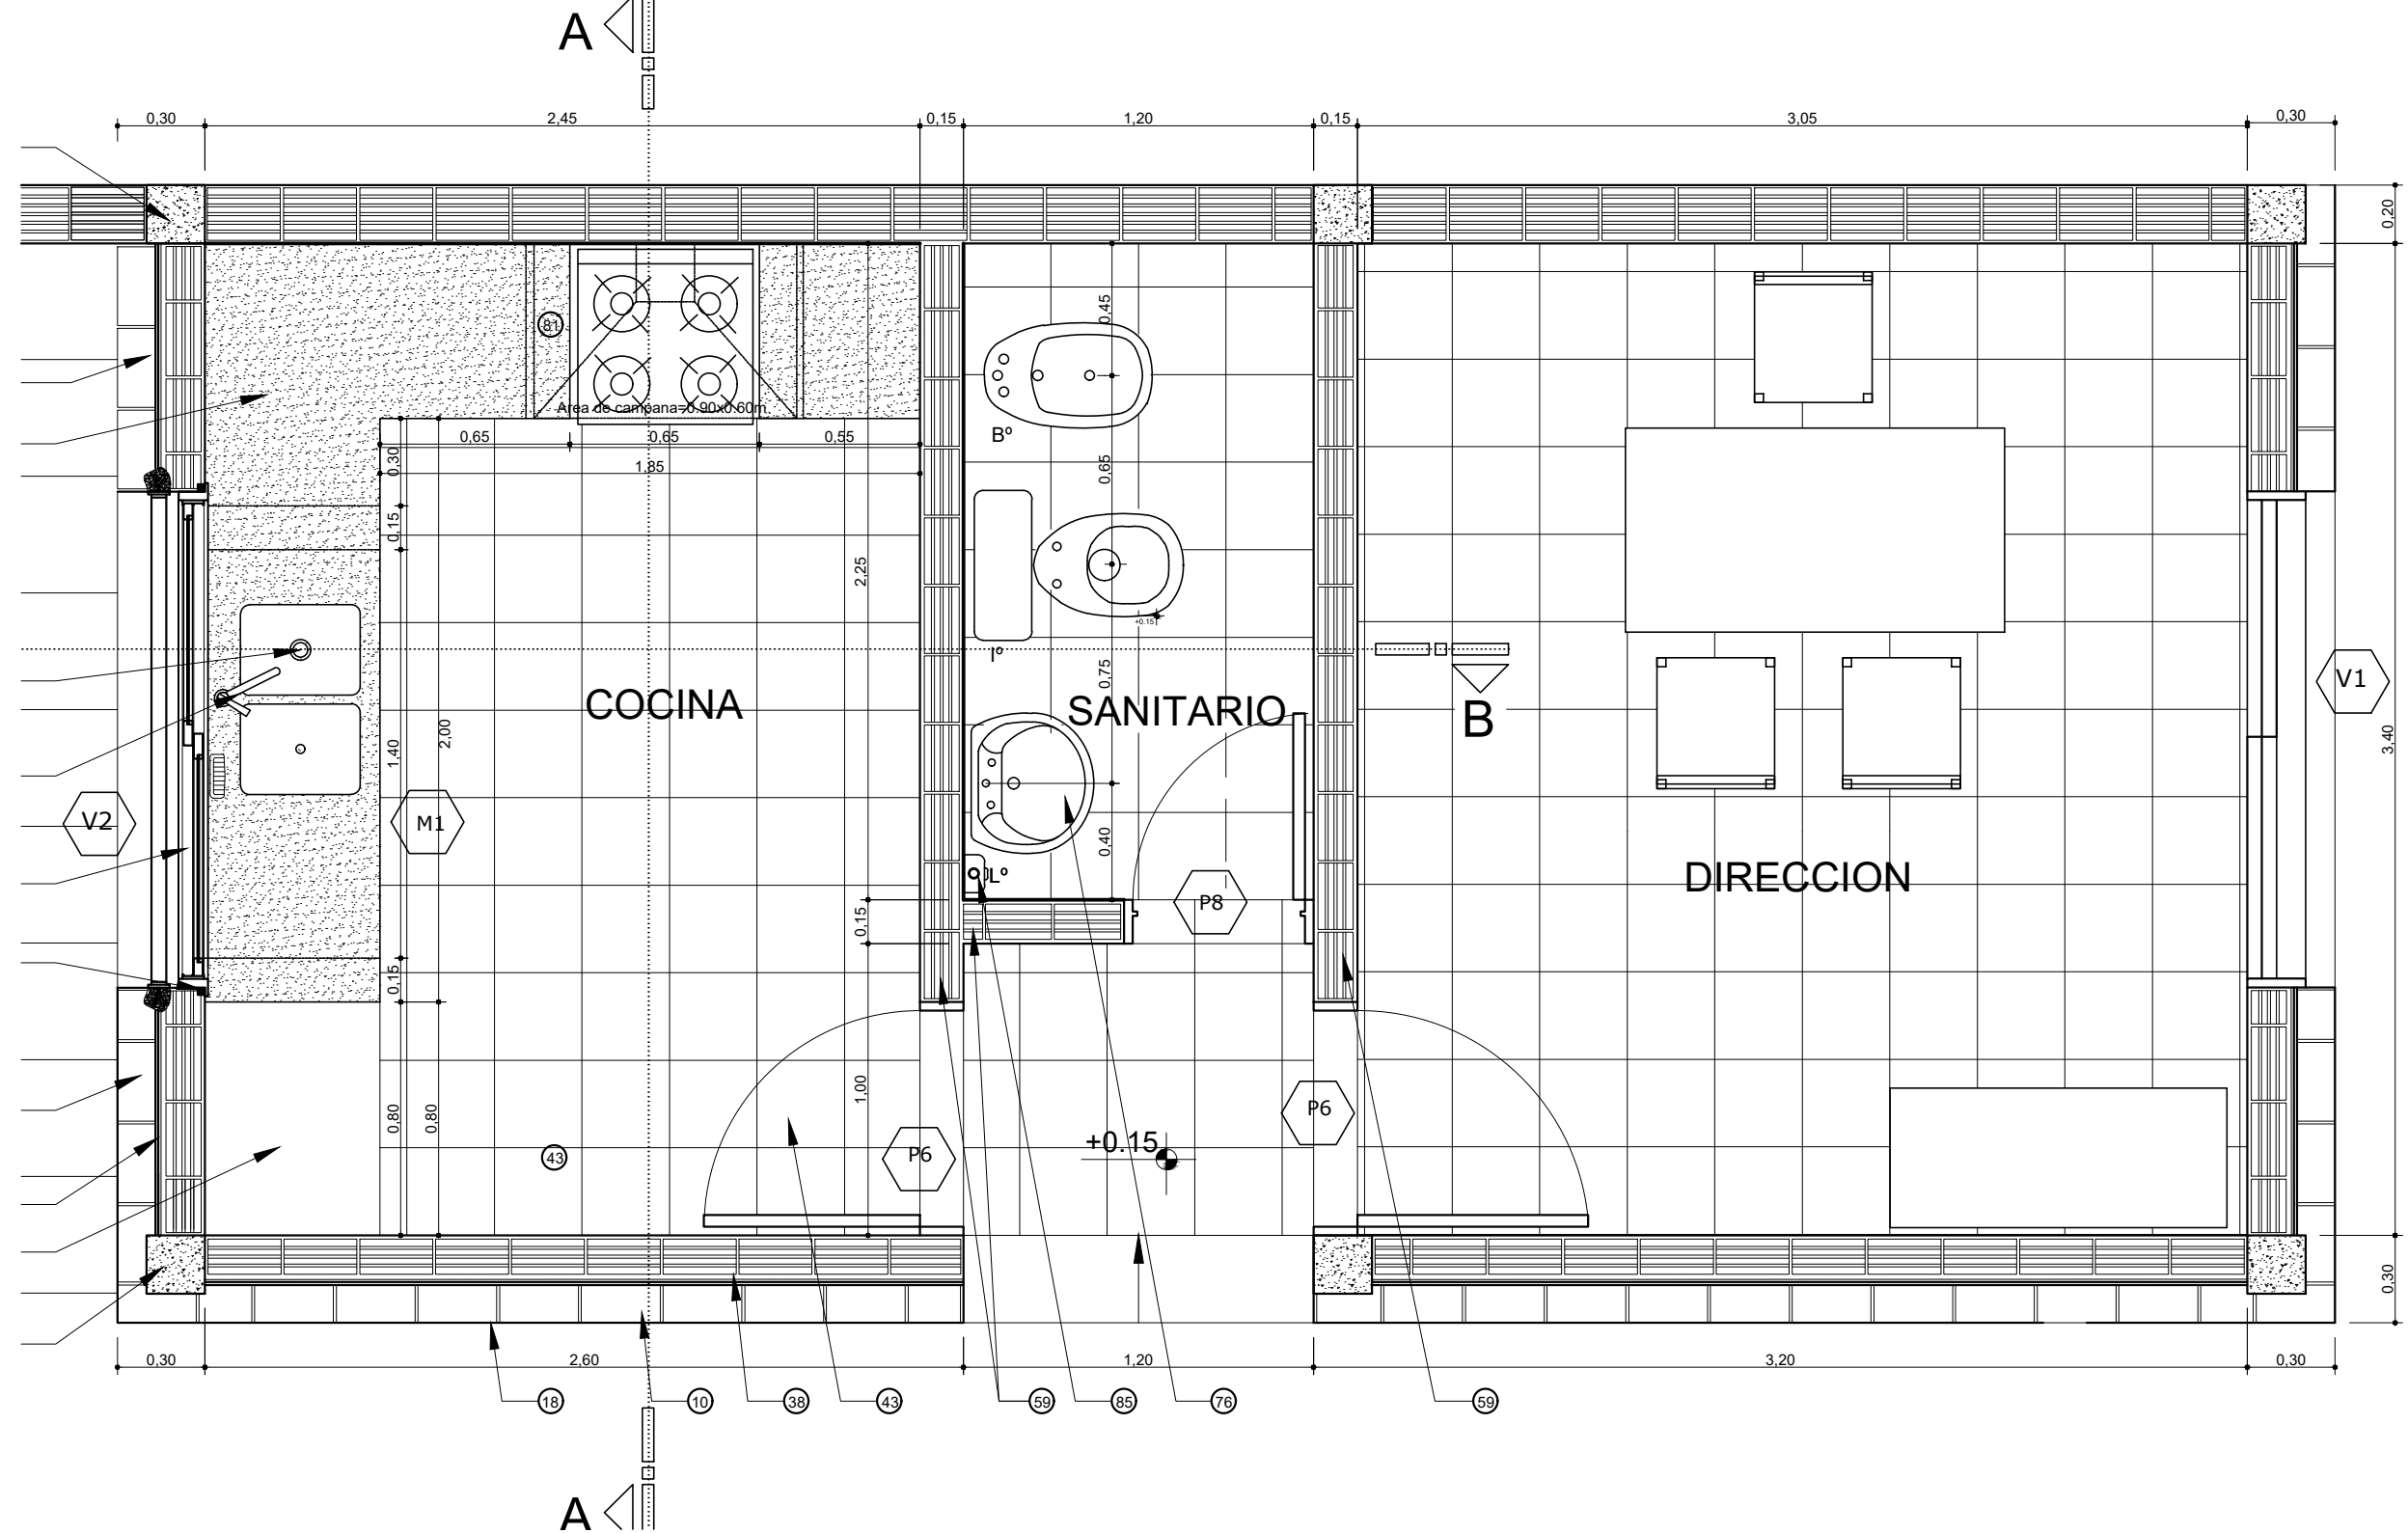 A
0,30 2,45 0,15 1,20 0,15 3,05 0,30
0,20
0,45
81
Area de campana=0.90x0.60m
0,65 0,65 0,55
Bº
0,30
1,85
0,65
0,15
2,25
+0.15
Iº
0,75
V1
COCINA
SANITARIO
B
2,00
1,40
3,40
V2
M1
0,40
DIRECCION
Lº
P8
0,15
0,15
1,00
0,80
0,80
P6
P6
+0.15
43
0,30
0,30 2,60 1,20 3,20 0,30
18 10 38 43 59 85 76 59
A